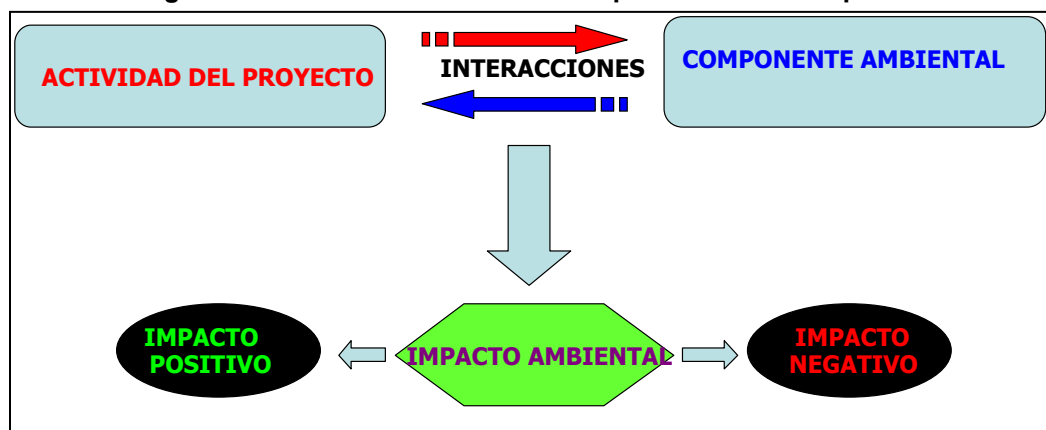 ACTIVIDAD DEL PROYECTO
INTERACCIONES
COMPONENTE AMBIENTAL
IMPACTO
POSITIVO
IMPACTO AMBIENTAL
IMPACTO
NEGATIVO